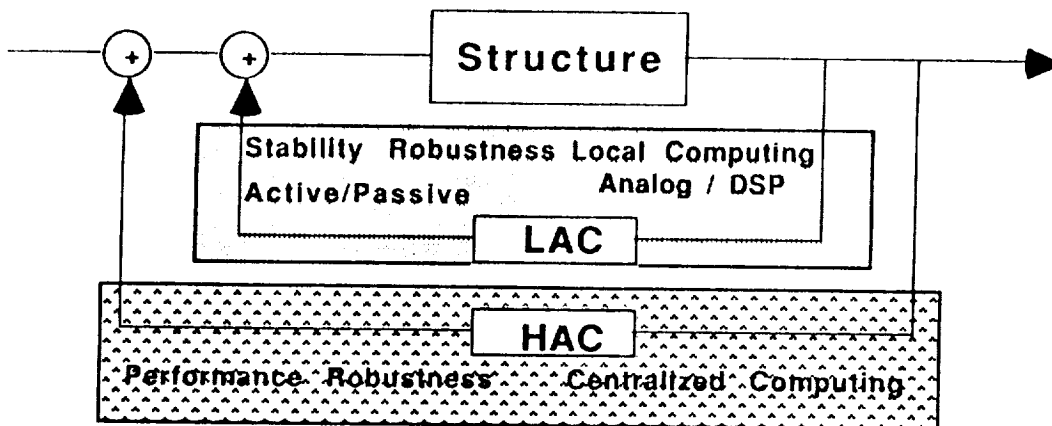 + +
Structure
Stability Robustness Local Computing
Active/Passive Analog / DSP
LAC
HAC
Performance Robustness Centralized Computing